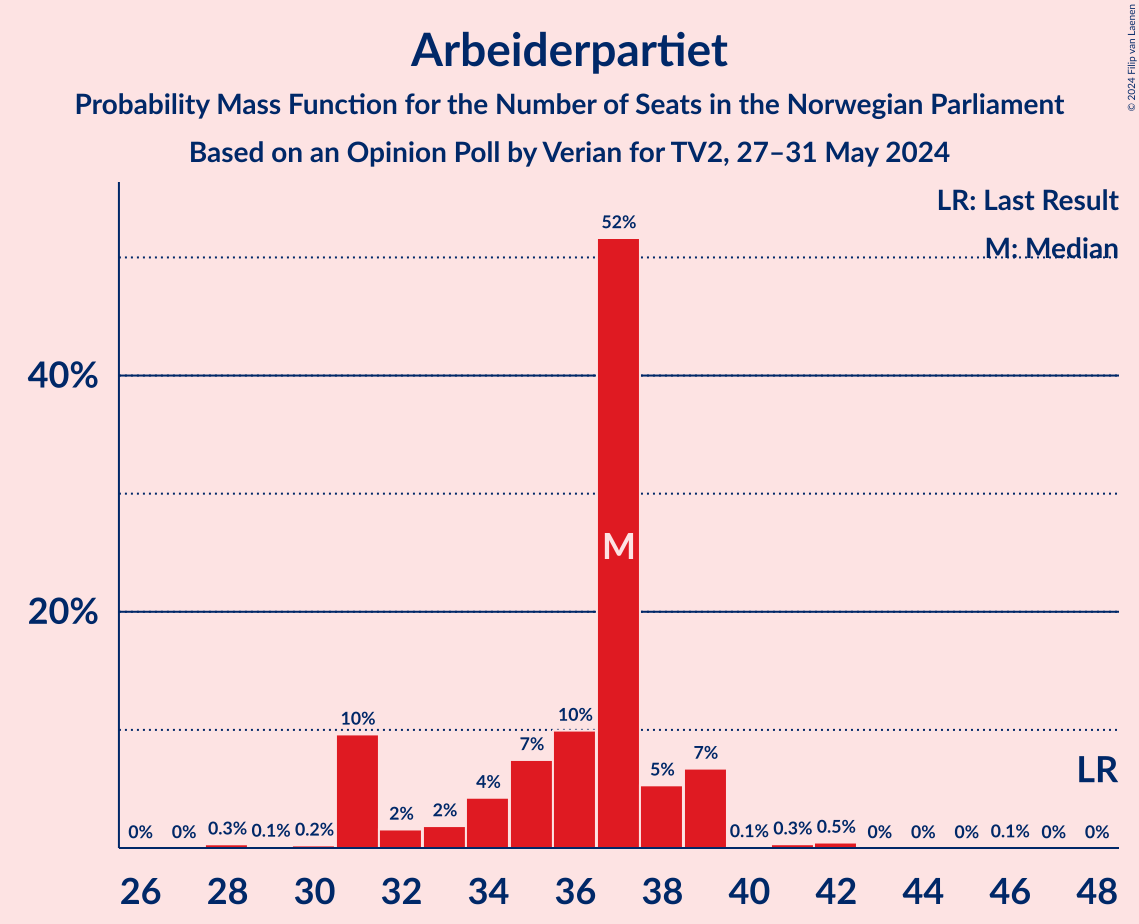 Arbeiderpartiet
Probability Mass Function for the Number of Seats in the Norwegian Parliament
Based on an Opinion Poll by Verian for TV2, 27–31 May 2024
© 2024 Filip van Laenen
LR: Last Result
M: Median
52%
40%
M
20%
10%
10%
7%
7%
5%
4%
LR
2%
2%
0% 0% 0.3% 0.1% 0.2% 0.1% 0.3% 0.5% 0% 0% 0% 0.1% 0% 0%
26 28 30 32 34 36 38 40 42 44 46 48